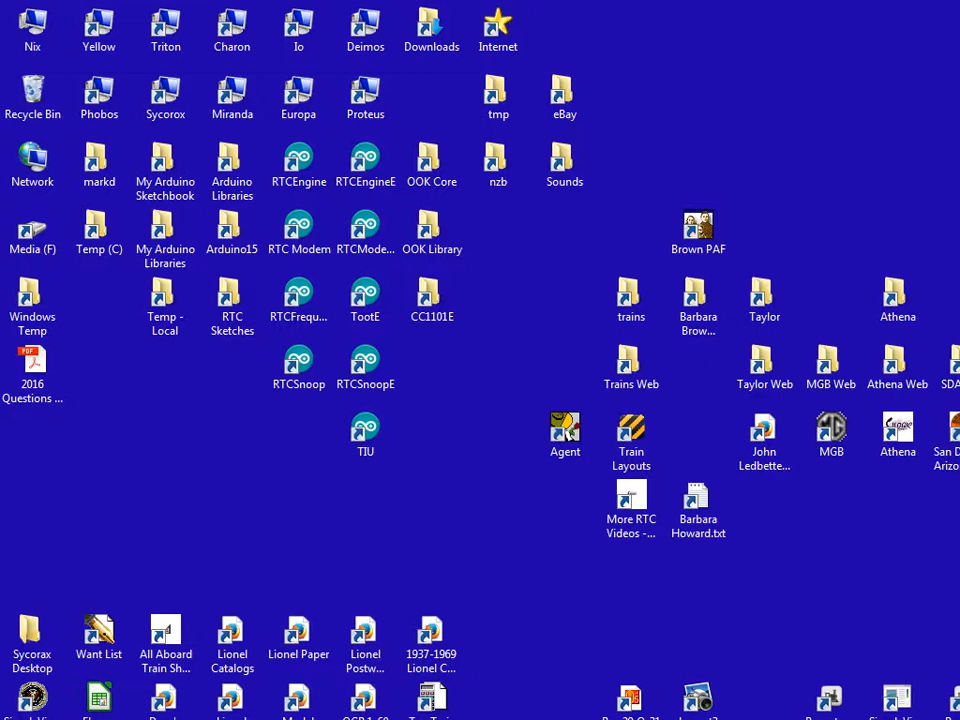 Nix Yellow Triton Charon Io Deimos Downloads Internet
Recycle Bin Phobos Sycorox Miranda Europa Proteus tmp eBay
Network markd My Arduino Sketchbook Arduino Libraries RTCEngine RTCEngineE OOK Core nzb Sounds
Media (F) Temp (C) My Arduino Libraries Arduino15 RTC Modem RTCMode... OOK Library Brown PAF
Windows Temp Temp - Local RTC Sketches RTCFrequ... TootE CC1101E trains Barbara Brow... Taylor Athena
PDF
2016 Questions ... RTCSnoop RTCSnoopE Trains Web Taylor Web MGB Web Athena Web SDA
TIU Agent Train Layouts John Ledbette... MGB Athena San D Arizo
More RTC Videos -... Barbara Howard.txt
Sycorax Desktop Want List All Aboard Train Sh... Lionel Catalogs Lionel Paper Lionel Postw... 1937-1969 Lionel C...